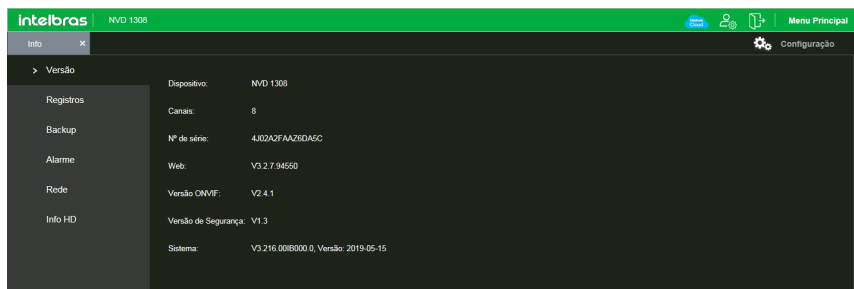 intelbras NVD 1308 intelbras Cloud Menu Principal
Info × Configuração
> Versão
Registros
Backup
Alarme
Rede
Info HD
Dispositivo: NVD 1308
Canais: 8
Nº de série: 4J02A2FAAZ6DA5C
Web: V3.2.7.94550
Versão ONVIF: V2.4.1
Versão de Segurança: V1.3
Sistema: V3.216.00IB000.0, Versão: 2019-05-15